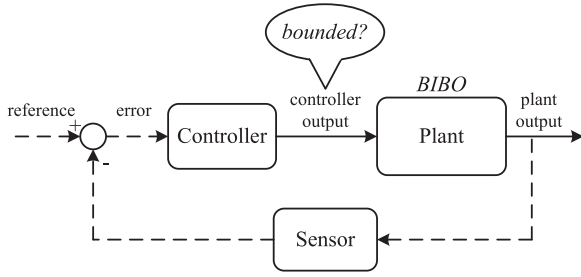 bounded?
BIBO
reference
+
error
Controller
controller
output
Plant
plant
output
-
Sensor